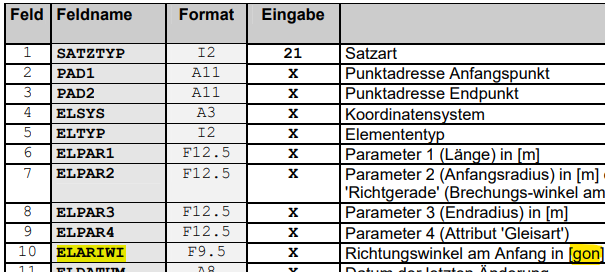 Feld Feldname Format Eingabe
1 SATZTYP I2 21 Satzart
2 PAD1 A11 X Punktadresse Anfangspunkt
3 PAD2 A11 X Punktadresse Endpunkt
4 ELSYS A3 X Koordinatensystem
5 ELTYP I2 X Elemententyp
6 ELPAR1 F12.5 X Parameter 1 (Länge) in [m]
7 ELPAR2 F12.5 X Parameter 2 (Anfangsradius) in [m]
'Richtgerade' (Brechungs-winkel am
8 ELPAR3 F12.5 X Parameter 3 (Endradius) in [m]
9 ELPAR4 F12.5 X Parameter 4 (Attribut 'Gleisart')
10 ELARIWI F9.5 X Richtungswinkel am Anfang in [gon]
11 ELDATUM A8 X Datum der letzten Änderung